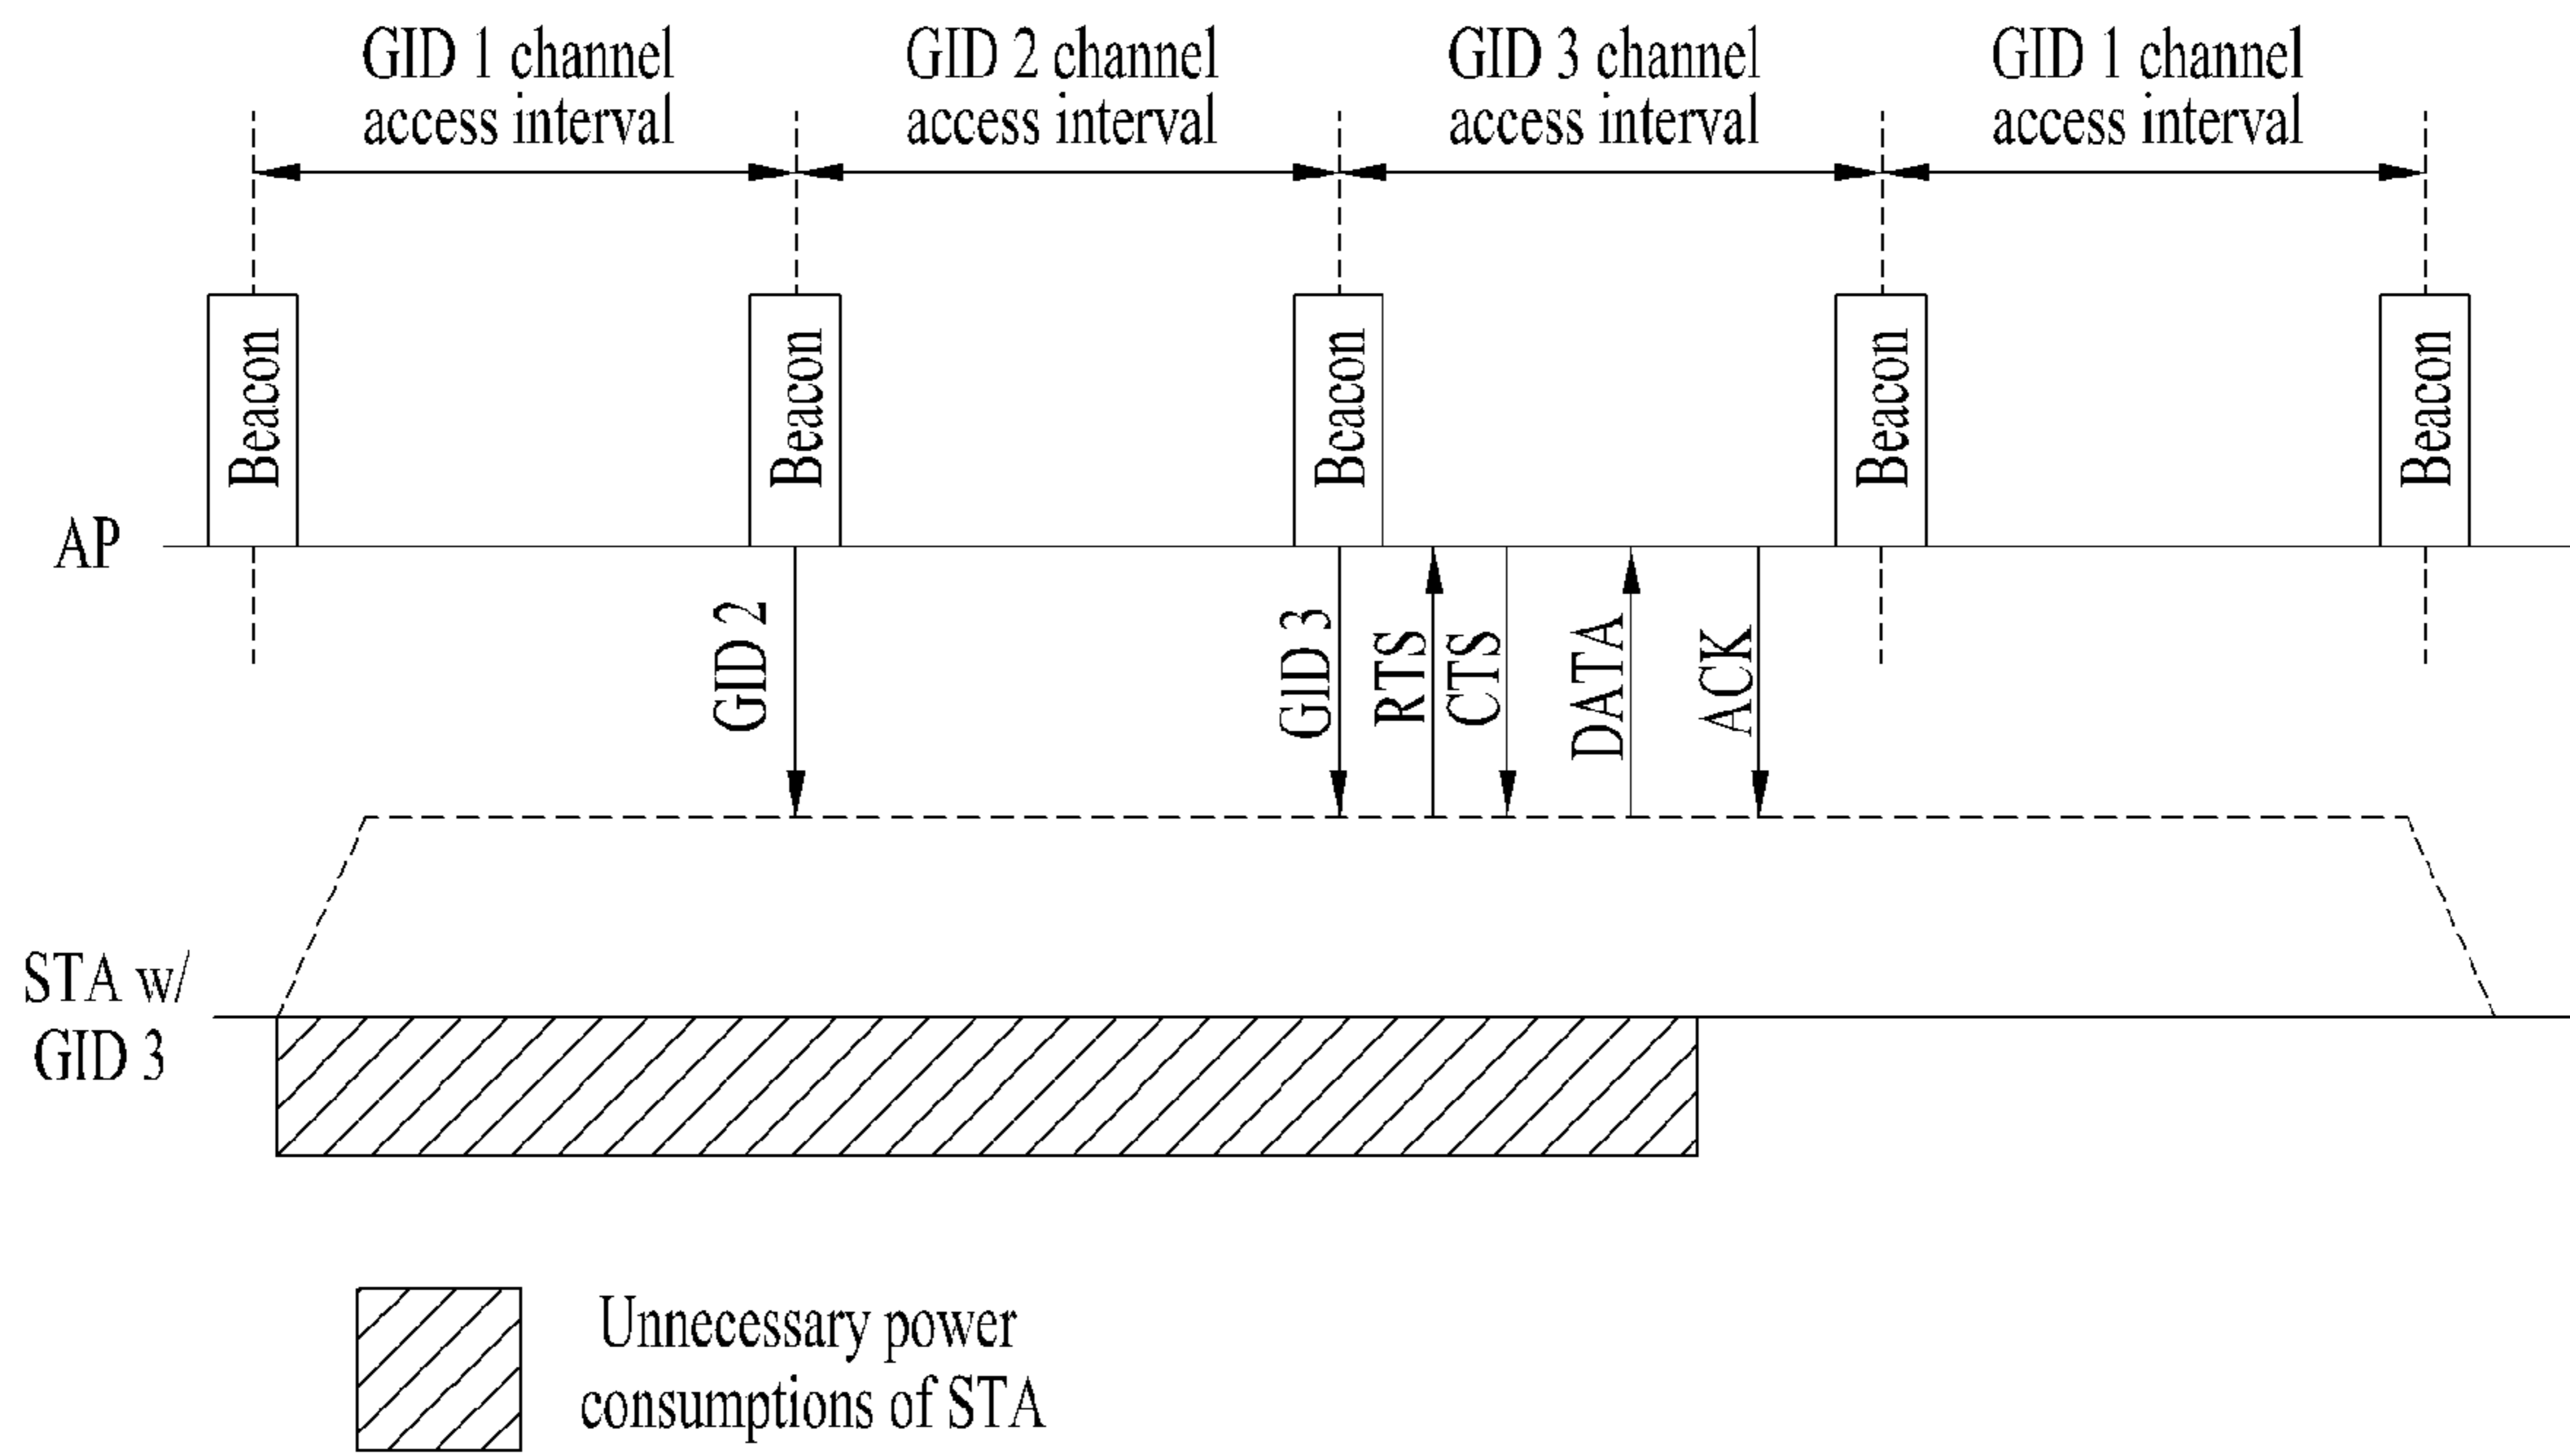 GID 1 channel
access interval
GID 2 channel
access interval
GID 3 channel
access interval
GID 1 channel
access interval
Beacon
Beacon
Beacon
Beacon
Beacon
AP
GID 2
GID 3
RTS
CTS
DATA
ACK
STA w/
GID 3
Unnecessary power
consumptions of STA